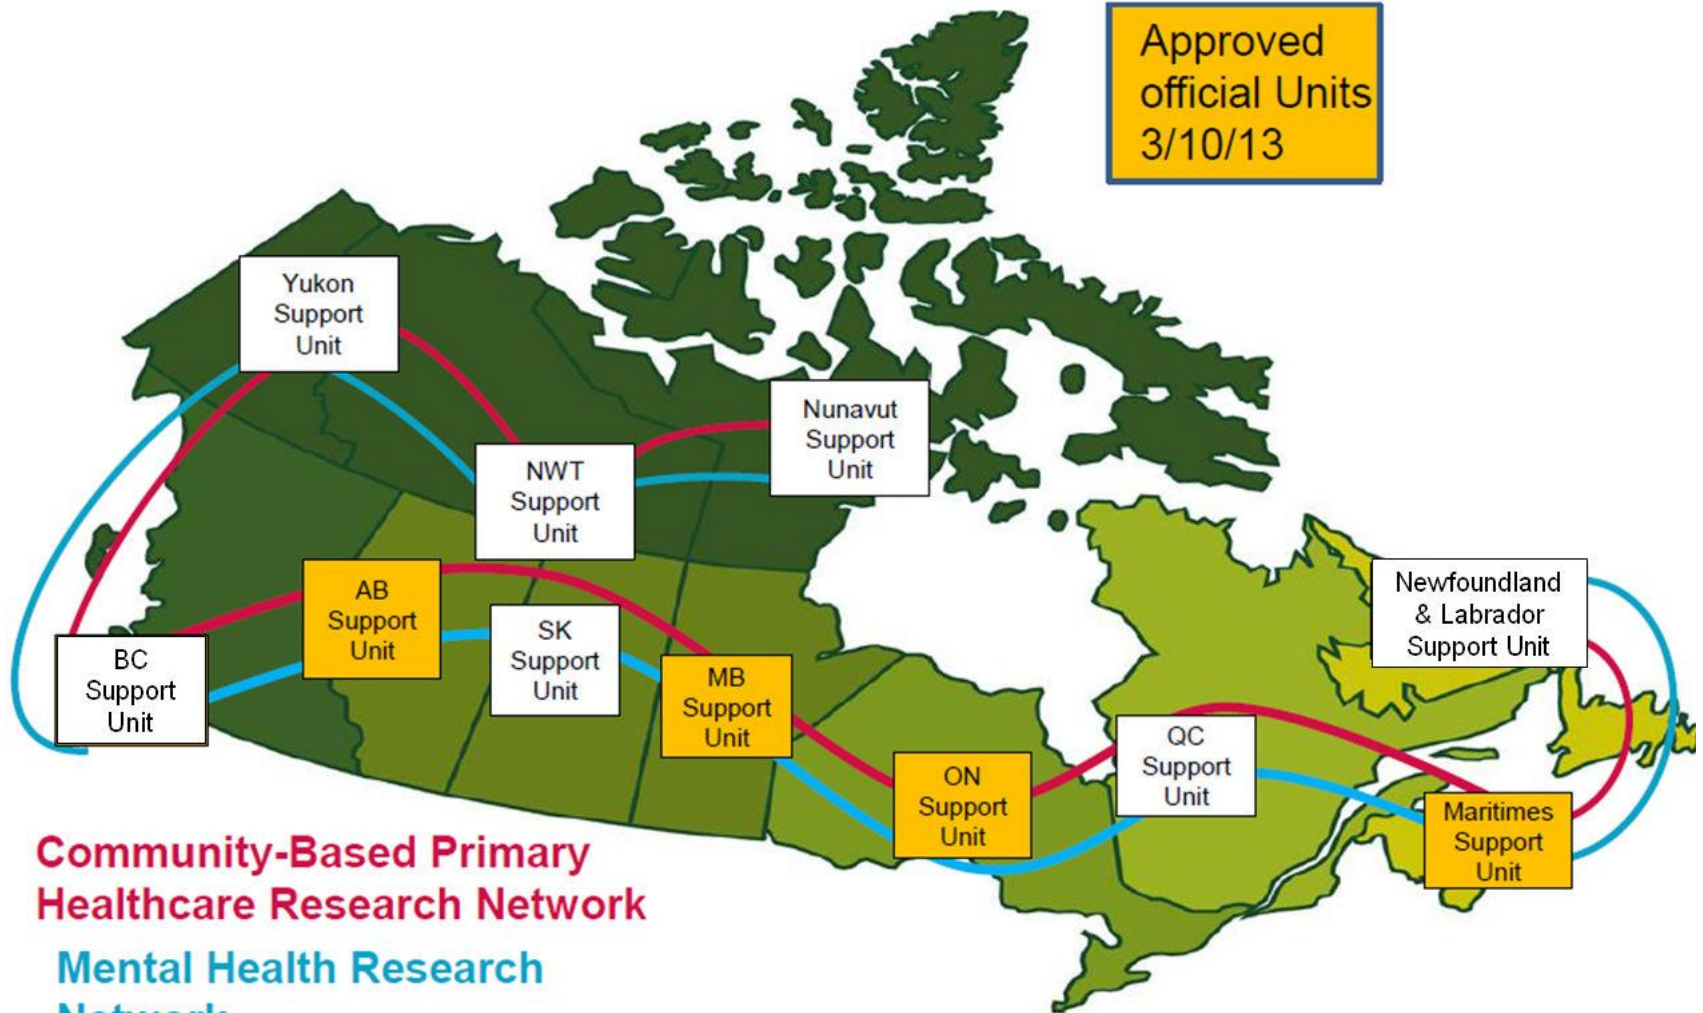 Approved
official Units
3/10/13
Yukon
Support
Unit
Nunavut
Support
Unit
NWT
Support
Unit
AB
Support
Unit
SK
Support
Unit
BC
Support
Unit
MB
Support
Unit
ON
Support
Unit
QC
Support
Unit
Newfoundland
& Labrador
Support Unit
Maritimes
Support
Unit
Community-Based Primary
Healthcare Research Network
Mental Health Research
Network